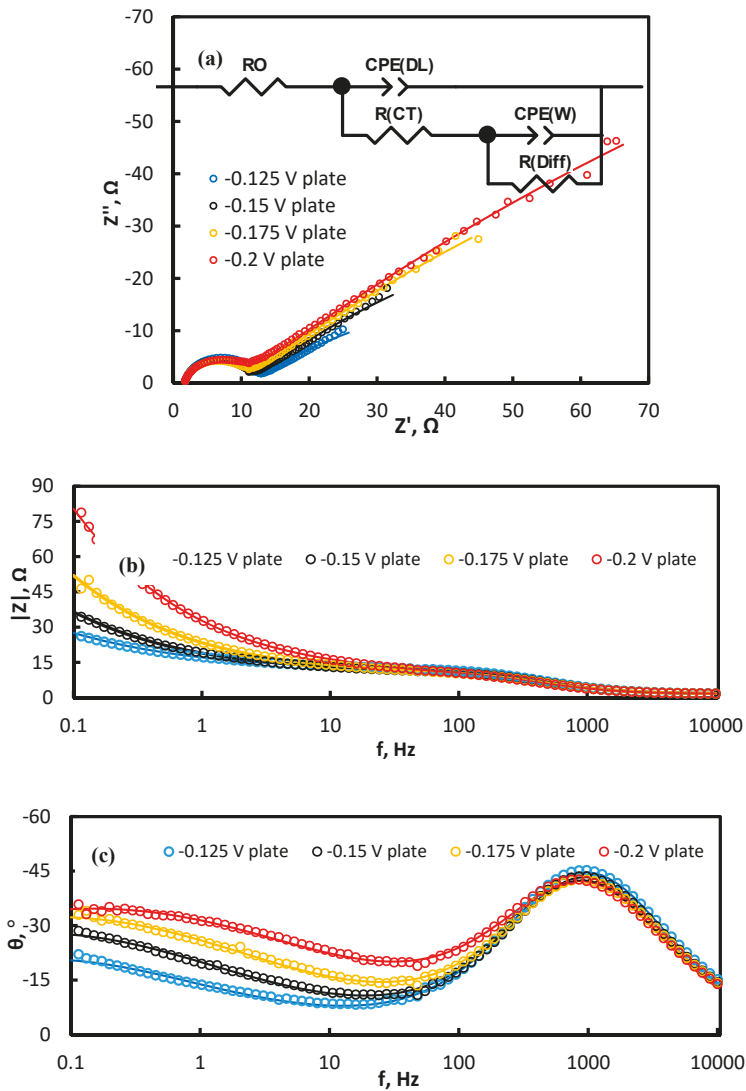 -70
-60
-50
-40
-30
-20
-10
0
Z'', Ω
(a)
RO
CPE(DL)
R(CT)
CPE(W)
R(Diff)
-0.125 V plate
-0.15 V plate
-0.175 V plate
-0.2 V plate
0 10 20 30 40 50 60 70
Z', Ω
90
75
60
45
30
15
0
|Z|, Ω
(b)
-0.125 V plate -0.15 V plate -0.175 V plate -0.2 V plate
0.1 1 10 100 1000 10000
f, Hz
-60
-45
-30
-15
0
θ, °
(c)
-0.125 V plate -0.15 V plate -0.175 V plate -0.2 V plate
0.1 1 10 100 1000 10000
f, Hz